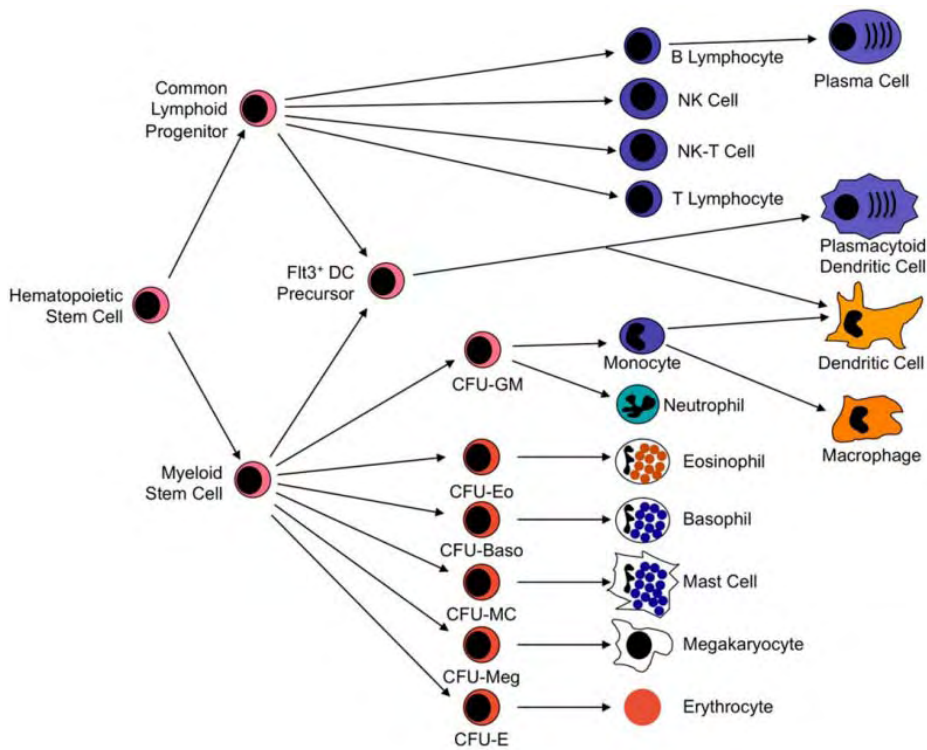 B Lymphocyte
Plasma Cell
Common
Lymphoid
Progenitor
NK Cell
NK-T Cell
T Lymphocyte
Plasmacytoid
Dendritic Cell
Flt3⁺ DC
Precursor
Hematopoietic
Stem Cell
CFU-GM
Monocyte
Dendritic Cell
Neutrophil
Macrophage
Myeloid
Stem Cell
CFU-Eo
Eosinophil
CFU-Baso
Basophil
CFU-MC
Mast Cell
CFU-Meg
Megakaryocyte
CFU-E
Erythrocyte